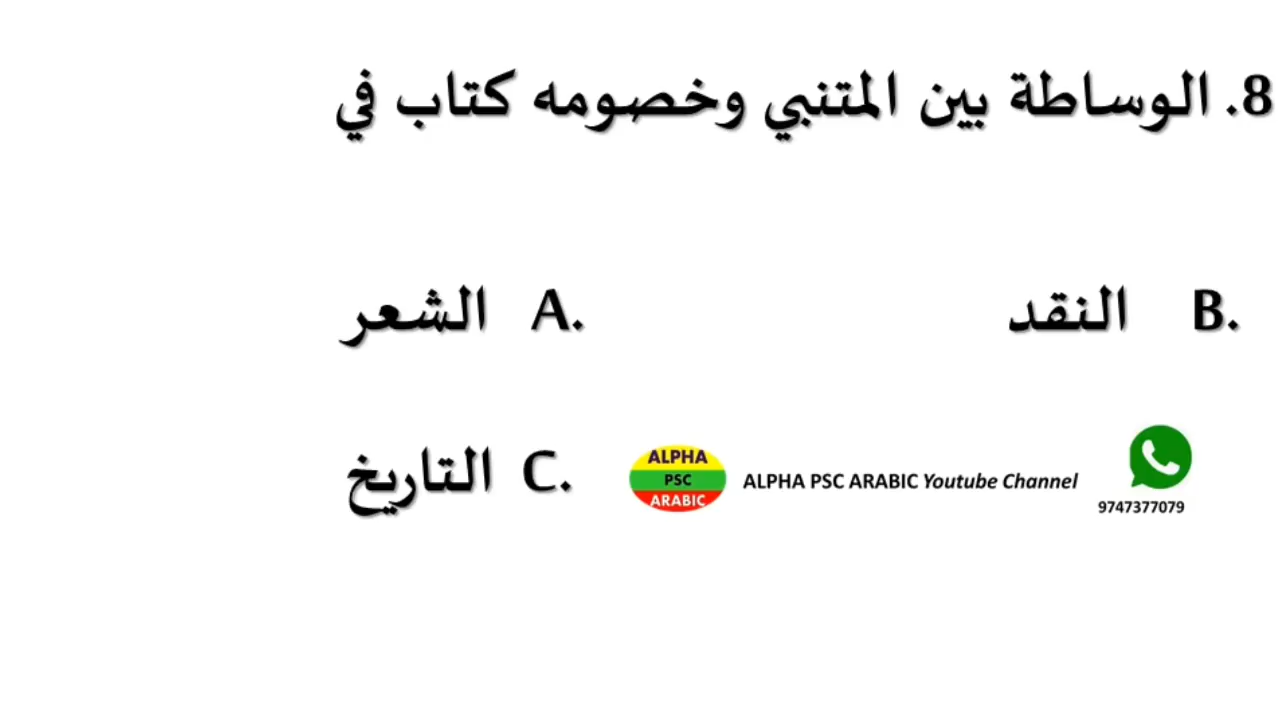 8. الوساطة بين المتنبي وخصومه كتاب في
B. النقد
A. الشعر
C. التاريخ
ALPHA
PSC
ARABIC
ALPHA PSC ARABIC Youtube Channel
9747377079